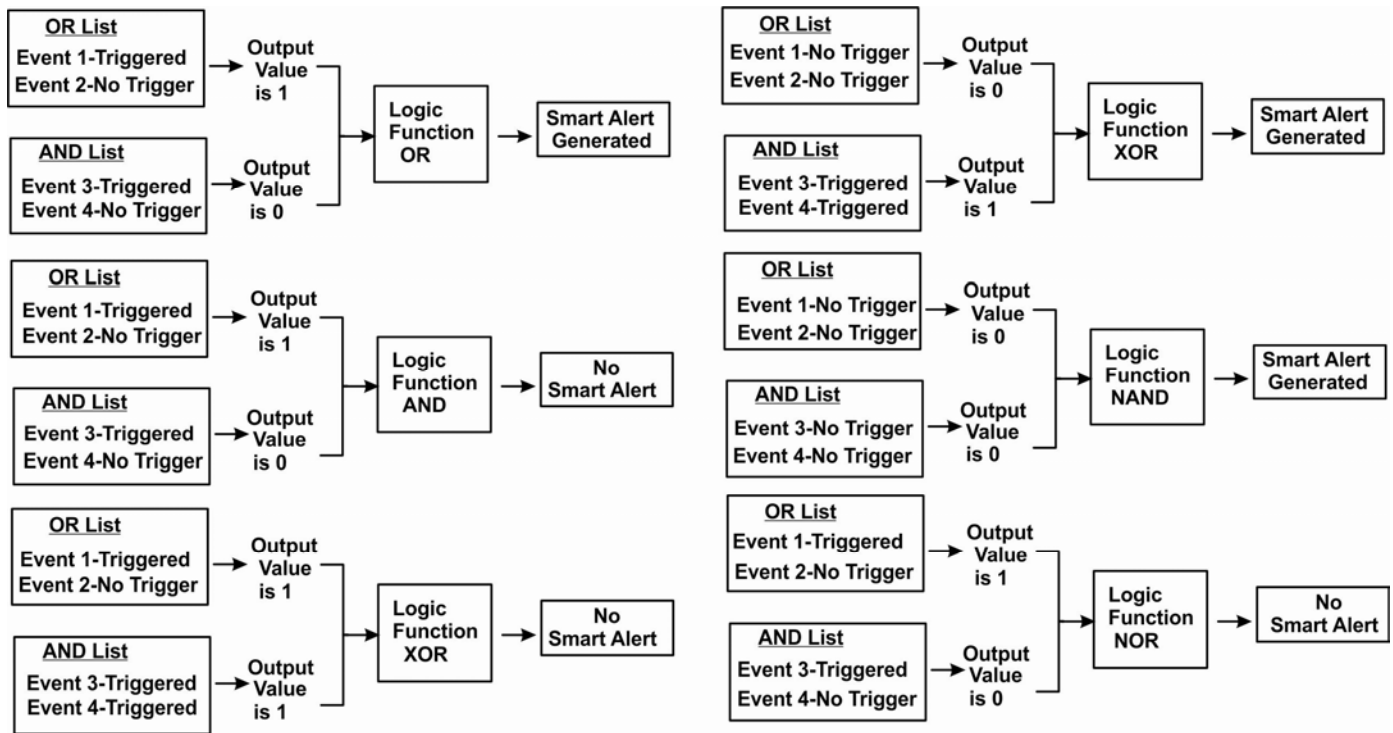 OR List
Event 1-Triggered
Event 2-No Trigger
Output
Value
is 1
AND List
Event 3-Triggered
Event 4-No Trigger
Output
Value
is 0
Logic
Function
OR
Smart Alert
Generated
OR List
Event 1-Triggered
Event 2-No Trigger
Output
Value
is 1
AND List
Event 3-Triggered
Event 4-No Trigger
Output
Value
is 0
Logic
Function
AND
No
Smart Alert
OR List
Event 1-Triggered
Event 2-No Trigger
Output
Value
is 1
AND List
Event 3-Triggered
Event 4-Triggered
Output
Value
is 1
Logic
Function
XOR
No
Smart Alert
OR List
Event 1-No Trigger
Event 2-No Trigger
Output
Value
is 0
AND List
Event 3-Triggered
Event 4-Triggered
Output
Value
is 1
Logic
Function
XOR
Smart Alert
Generated
OR List
Event 1-No Trigger
Event 2-No Trigger
Output
Value
is 0
AND List
Event 3-No Trigger
Event 4-No Trigger
Output
Value
is 0
Logic
Function
NAND
Smart Alert
Generated
OR List
Event 1-Triggered
Event 2-No Trigger
Output
Value
is 1
AND List
Event 3-Triggered
Event 4-No Trigger
Output
Value
is 0
Logic
Function
NOR
No
Smart Alert